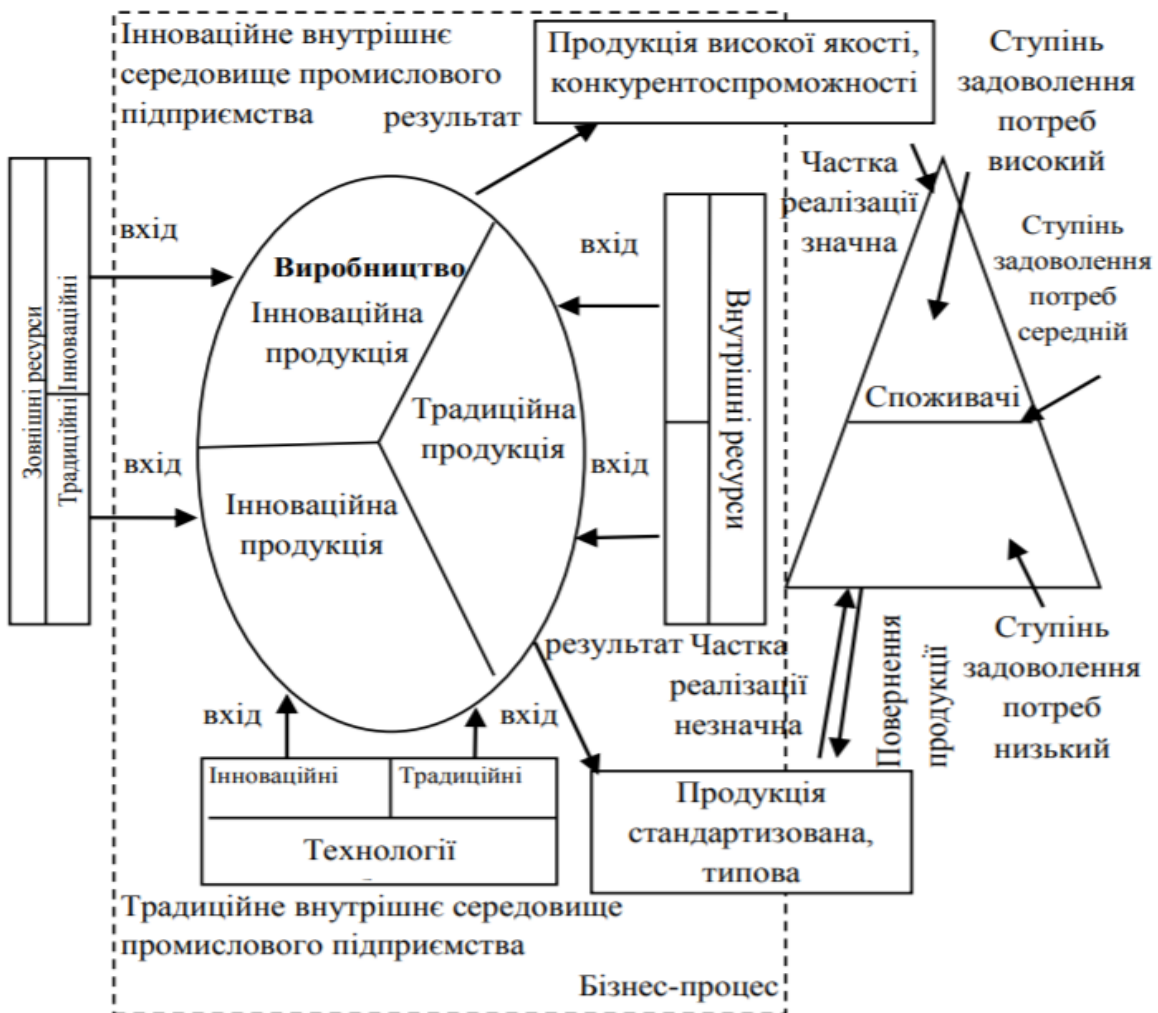 Інноваційне внутрішнє
середовище промислового
підприємства
результат
Продукція високої якості,
конкурентоспроможності
Ступінь
задоволення
потреб
високий
Частка
реалізації
значна
Ступінь
задоволення
потреб
середній
Зовнішні ресурси
Інноваційні
Традиційні
вхід
вхід
Виробництво
Інноваційна
продукція
Традиційна
продукція
Інноваційна
продукція
вхід
вхід
Внутрішні ресурси
Споживачі
результат
Частка
реалізації
незначна
Повернення
продукції
Ступінь
задоволення
потреб
низький
вхід
вхід
Інноваційні
Традиційні
Технології
Продукція
стандартизована,
типова
Традиційне внутрішнє середовище
промислового підприємства
Бізнес-процес